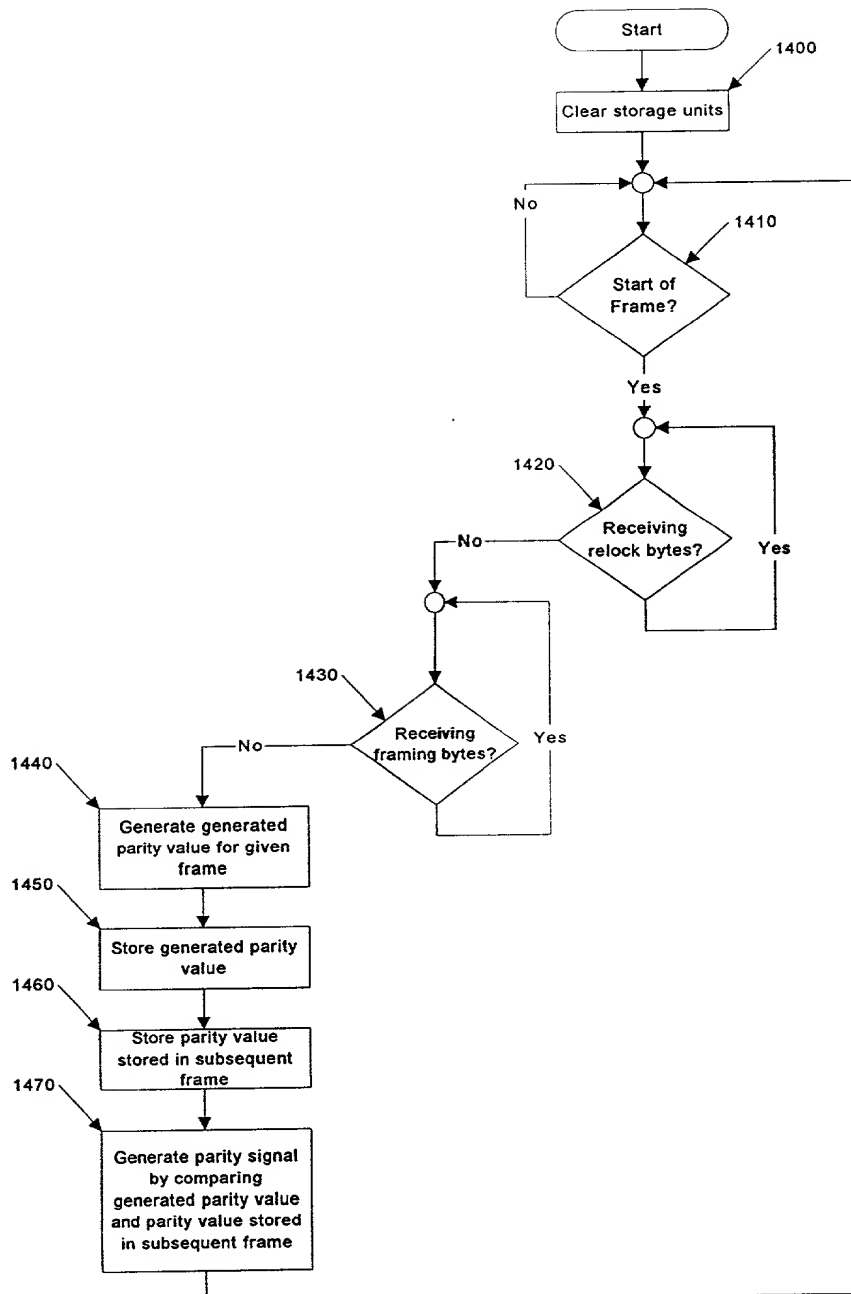 Start
1400
Clear storage units
No
1410
Start of
Frame?
Yes
1420
Receiving
relock bytes?
Yes
No
1430
Receiving
framing bytes?
Yes
No
1440
Generate generated
parity value for given
frame
1450
Store generated parity
value
1460
Store parity value
stored in subsequent
frame
1470
Generate parity signal
by comparing
generated parity value
and parity value stored
in subsequent frame